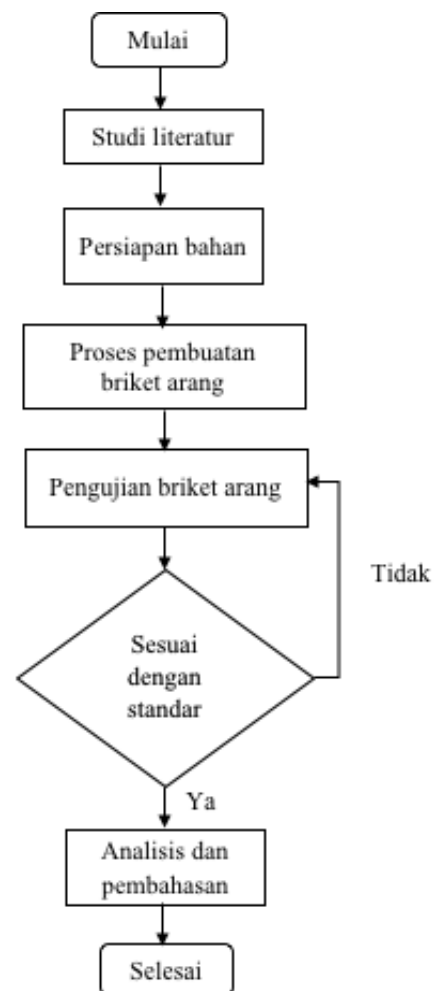 Mulai
Studi literatur
Persiapan bahan
Proses pembuatan
briket arang
Pengujian briket arang
Tidak
Sesuai
dengan
standar
Ya
Analisis dan
pembahasan
Selesai